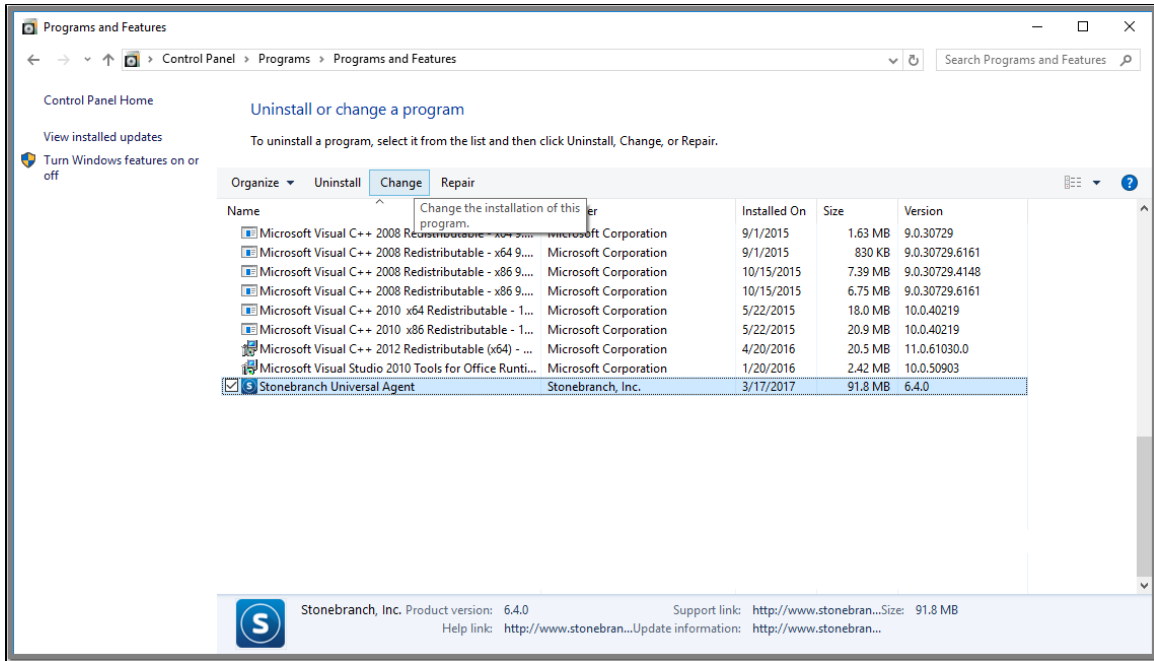 Programs and Features
Control Panel > Programs > Programs and Features
Search Programs and Features
Control Panel Home
View installed updates
Turn Windows features on or
off
Uninstall or change a program
To uninstall a program, select it from the list and then click Uninstall, Change, or Repair.
Organize Uninstall Change Repair
Change the installation of this
program.
Name er Installed On Size Version
Microsoft Visual C++ 2008 Redistributable - x64 9.... Microsoft Corporation 9/1/2015 1.63 MB 9.0.30729
Microsoft Visual C++ 2008 Redistributable - x64 9.... Microsoft Corporation 9/1/2015 830 KB 9.0.30729.6161
Microsoft Visual C++ 2008 Redistributable - x86 9.... Microsoft Corporation 10/15/2015 7.39 MB 9.0.30729.4148
Microsoft Visual C++ 2008 Redistributable - x86 9.... Microsoft Corporation 10/15/2015 6.75 MB 9.0.30729.6161
Microsoft Visual C++ 2010 x64 Redistributable - 1... Microsoft Corporation 5/22/2015 18.0 MB 10.0.40219
Microsoft Visual C++ 2010 x86 Redistributable - 1... Microsoft Corporation 5/22/2015 20.9 MB 10.0.40219
Microsoft Visual C++ 2012 Redistributable (x64) - ... Microsoft Corporation 4/20/2016 20.5 MB 11.0.61030.0
Microsoft Visual Studio 2010 Tools for Office Runti... Microsoft Corporation 1/20/2016 2.42 MB 10.0.50903
Stonebranch Universal Agent Stonebranch, Inc. 3/17/2017 91.8 MB 6.4.0
Stonebranch, Inc. Product version: 6.4.0 Support link: http://www.stonebran...Size: 91.8 MB
Help link: http://www.stonebran...Update information: http://www.stonebran...